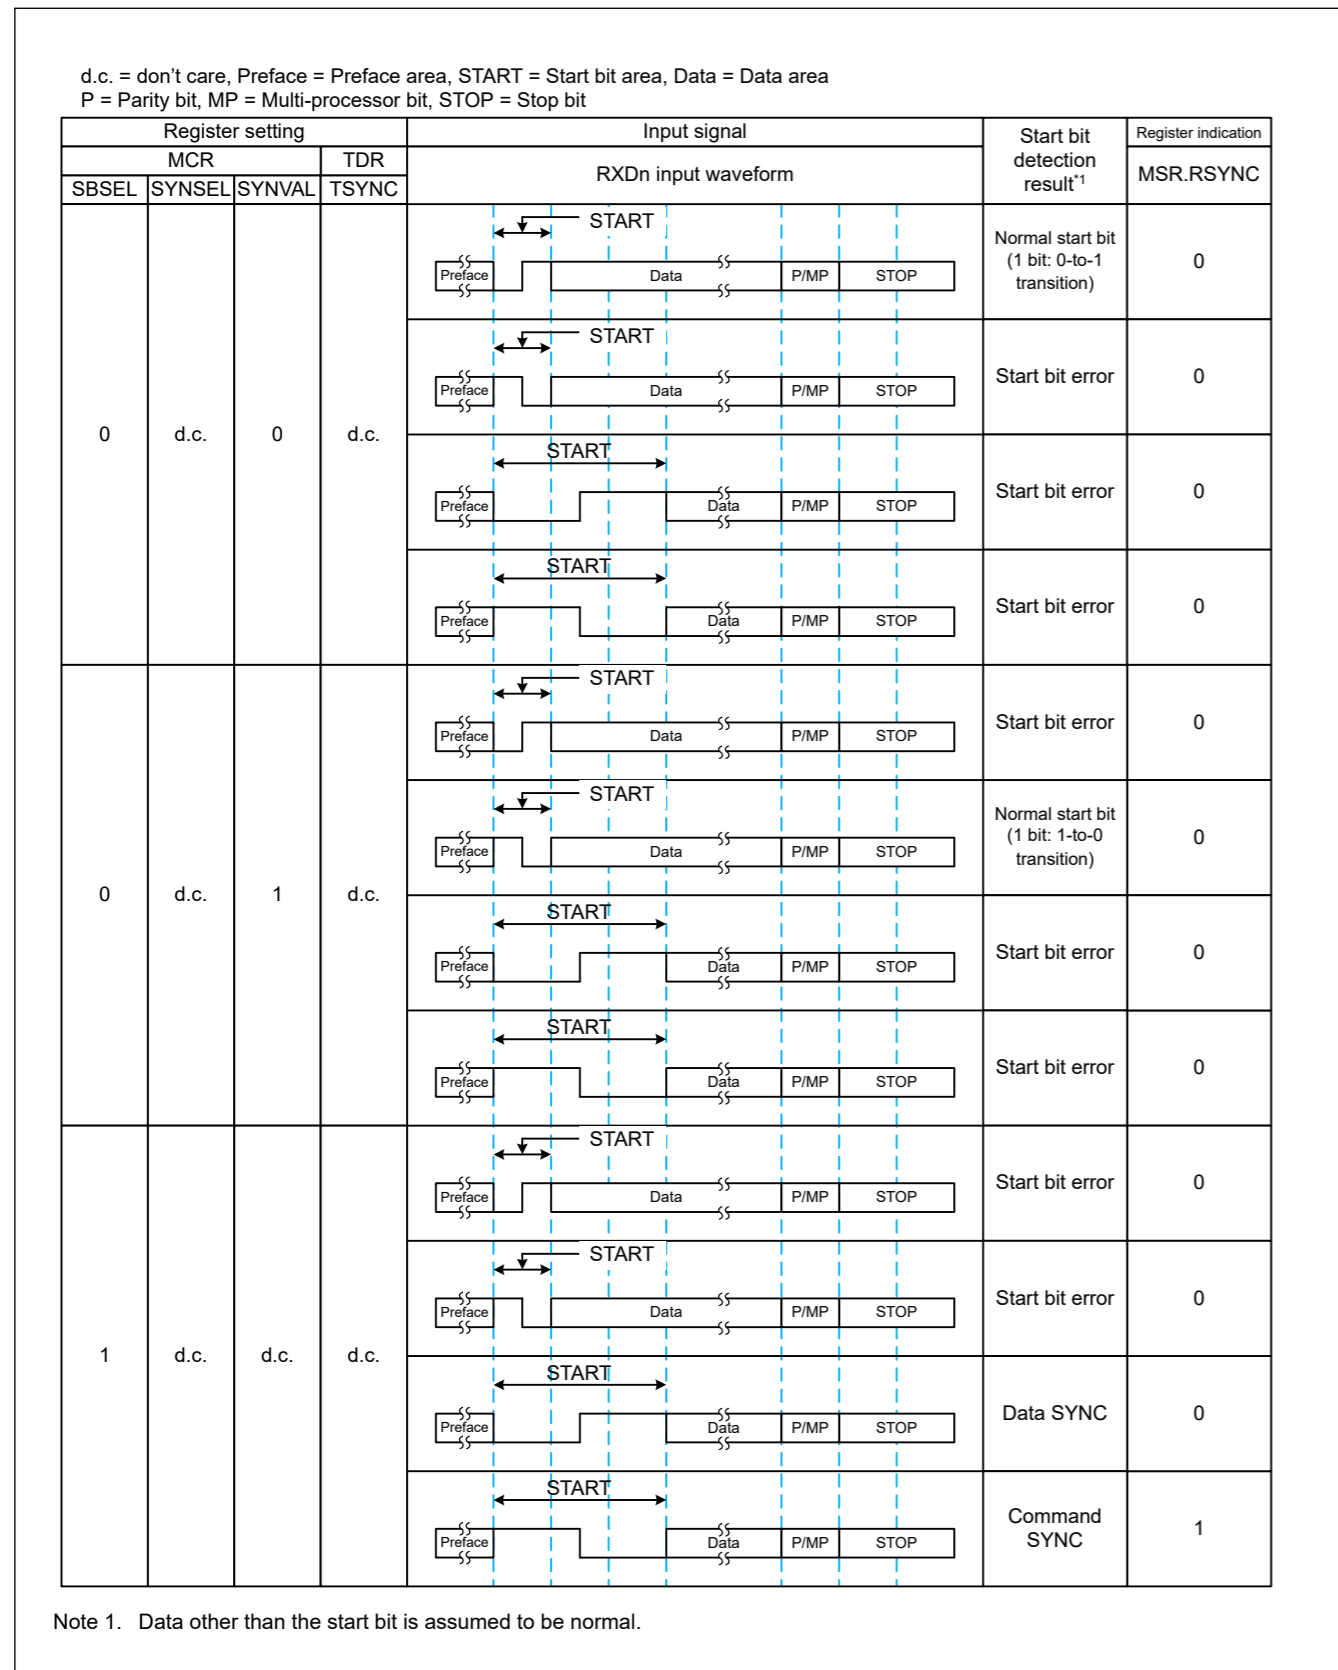 d.c. = don't care, Preface = Preface area, START = Start bit area, Data = Data area
P = Parity bit, MP = Multi-processor bit, STOP = Stop bit
Register setting Input signal Start bit detection result*1 Register indication
MCR TDR RXDn input waveform MSR.RSYNC
SBSEL SYNSEL SYNVAL TSYNC
0 d.c. 0 d.c.
START
Preface Data P/MP STOP
Normal start bit
(1 bit: 0-to-1
transition)
0
START
Preface Data P/MP STOP
Start bit error 0
START
Preface Data P/MP STOP
Start bit error 0
START
Preface Data P/MP STOP
Start bit error 0
0 d.c. 1 d.c.
START
Preface Data P/MP STOP
Start bit error 0
START
Preface Data P/MP STOP
Normal start bit
(1 bit: 1-to-0
transition)
0
START
Preface Data P/MP STOP
Start bit error 0
START
Preface Data P/MP STOP
Start bit error 0
1 d.c. d.c. d.c.
START
Preface Data P/MP STOP
Start bit error 0
START
Preface Data P/MP STOP
Start bit error 0
START
Preface Data P/MP STOP
Data SYNC 0
START
Preface Data P/MP STOP
Command
SYNC
1
Note 1. Data other than the start bit is assumed to be normal.